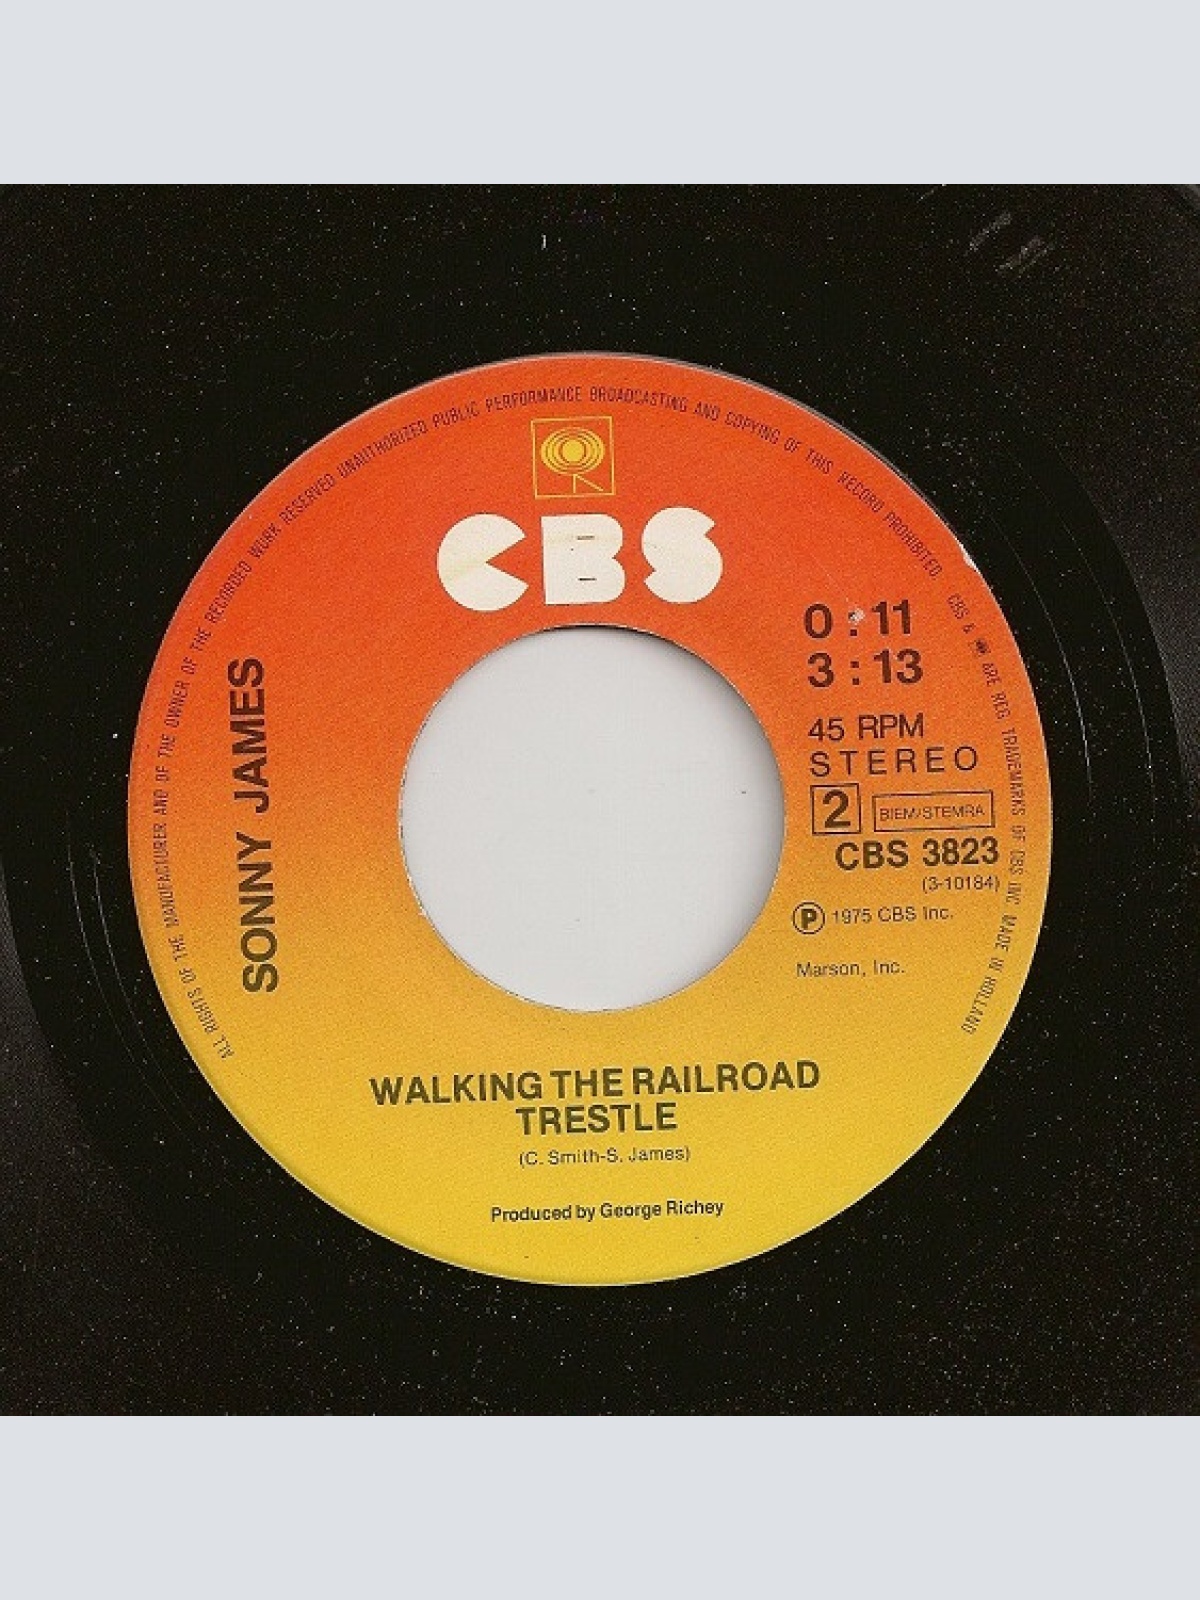 ALL RIGHTS OF THE MANUFACTURER AND OF THE OWNER OF THE RECORDED WORK RESERVED UNAUTHORIZED PUBLIC PERFORMANCE BROADCASTING AND COPYING OF THIS RECORD PROHIBITED. CBS & ARE REG TRADEMARKS OF CBS INC MADE IN HOLLAND
CBS
SONNY JAMES
0 : 11
3 : 13
45 RPM
STEREO
2 BIEM/STEMRA
CBS 3823
(3-10184)
℗ 1975 CBS Inc.
Marson, Inc.
WALKING THE RAILROAD
TRESTLE
(C. Smith-S. James)
Produced by George Richey